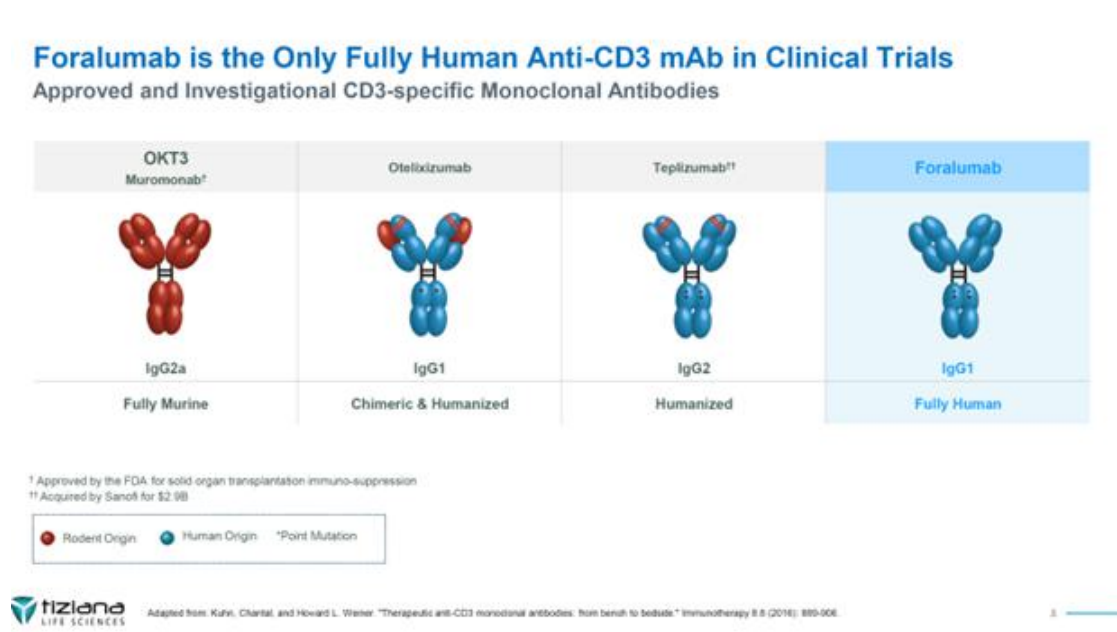 Foralumab is the Only Fully Human Anti-CD3 mAb in Clinical Trials
Approved and Investigational CD3-specific Monoclonal Antibodies
OKT3
Muromonab†
Otelixizumab
Teplizumab††
Foralumab
IgG2a
IgG1
IgG2
IgG1
Fully Murine
Chimeric & Humanized
Humanized
Fully Human
† Approved by the FDA for solid organ transplantation immuno-suppression
†† Acquired by Sanofi for $2.9B
Rodent Origin
Human Origin
*Point Mutation
tiziana
LIFE SCIENCES
Adapted from: Kuhn, Chantal, and Howard L. Weiner. "Therapeutic anti-CD3 monoclonal antibodies: from bench to bedside." Immunotherapy 8.8 (2016): 889-906.